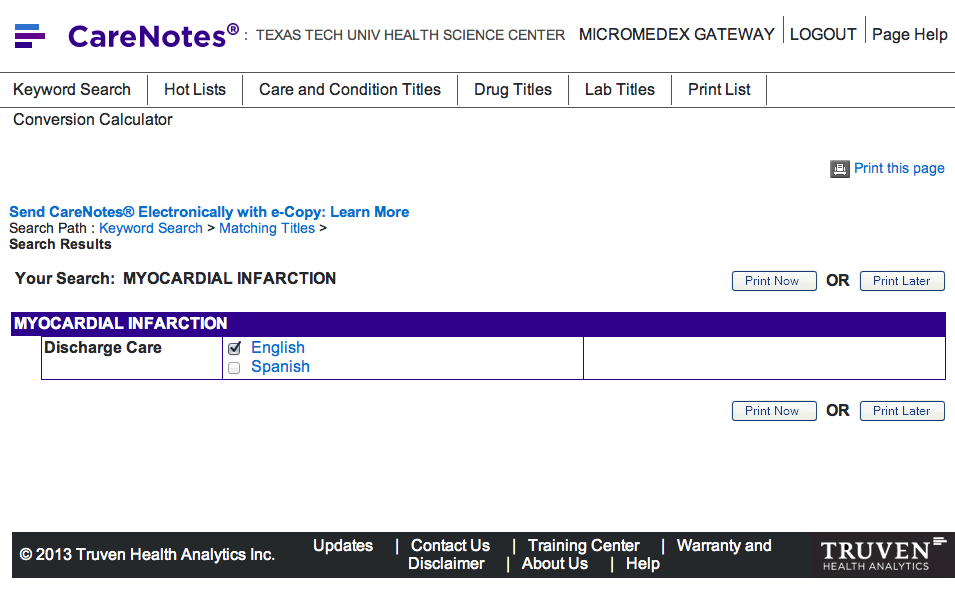 CareNotes® : TEXAS TECH UNIV HEALTH SCIENCE CENTER MICROMEDEX GATEWAY LOGOUT Page Help
Keyword Search Hot Lists Care and Condition Titles Drug Titles Lab Titles Print List
Conversion Calculator
Print this page
Send CareNotes® Electronically with e-Copy: Learn More
Search Path : Keyword Search > Matching Titles >
Search Results
Your Search: MYOCARDIAL INFARCTION
Print Now OR Print Later
MYOCARDIAL INFARCTION
Discharge Care English
Spanish
Print Now OR Print Later
© 2013 Truven Health Analytics Inc.
Updates | Contact Us | Training Center | Warranty and
Disclaimer | About Us | Help
TRUVEN
HEALTH ANALYTICS